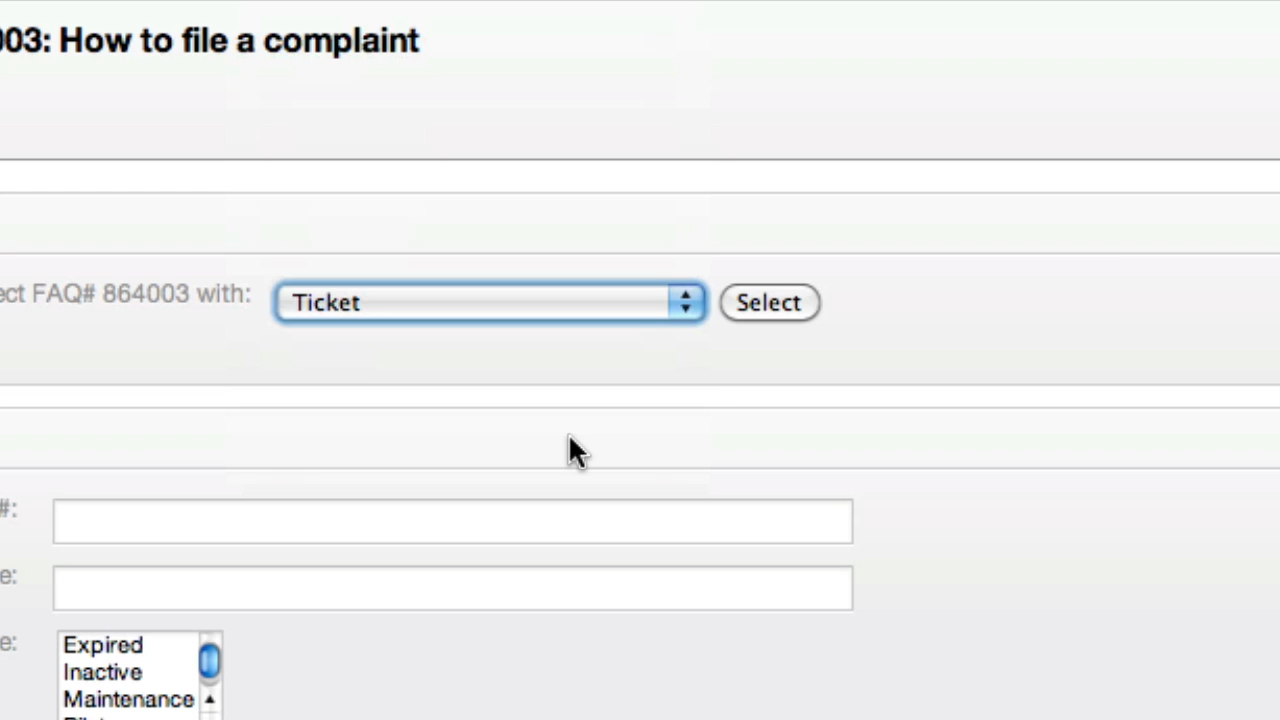 003: How to file a complaint
ect FAQ# 864003 with: Ticket Select
#:
e:
e: Expired
Inactive
Maintenance